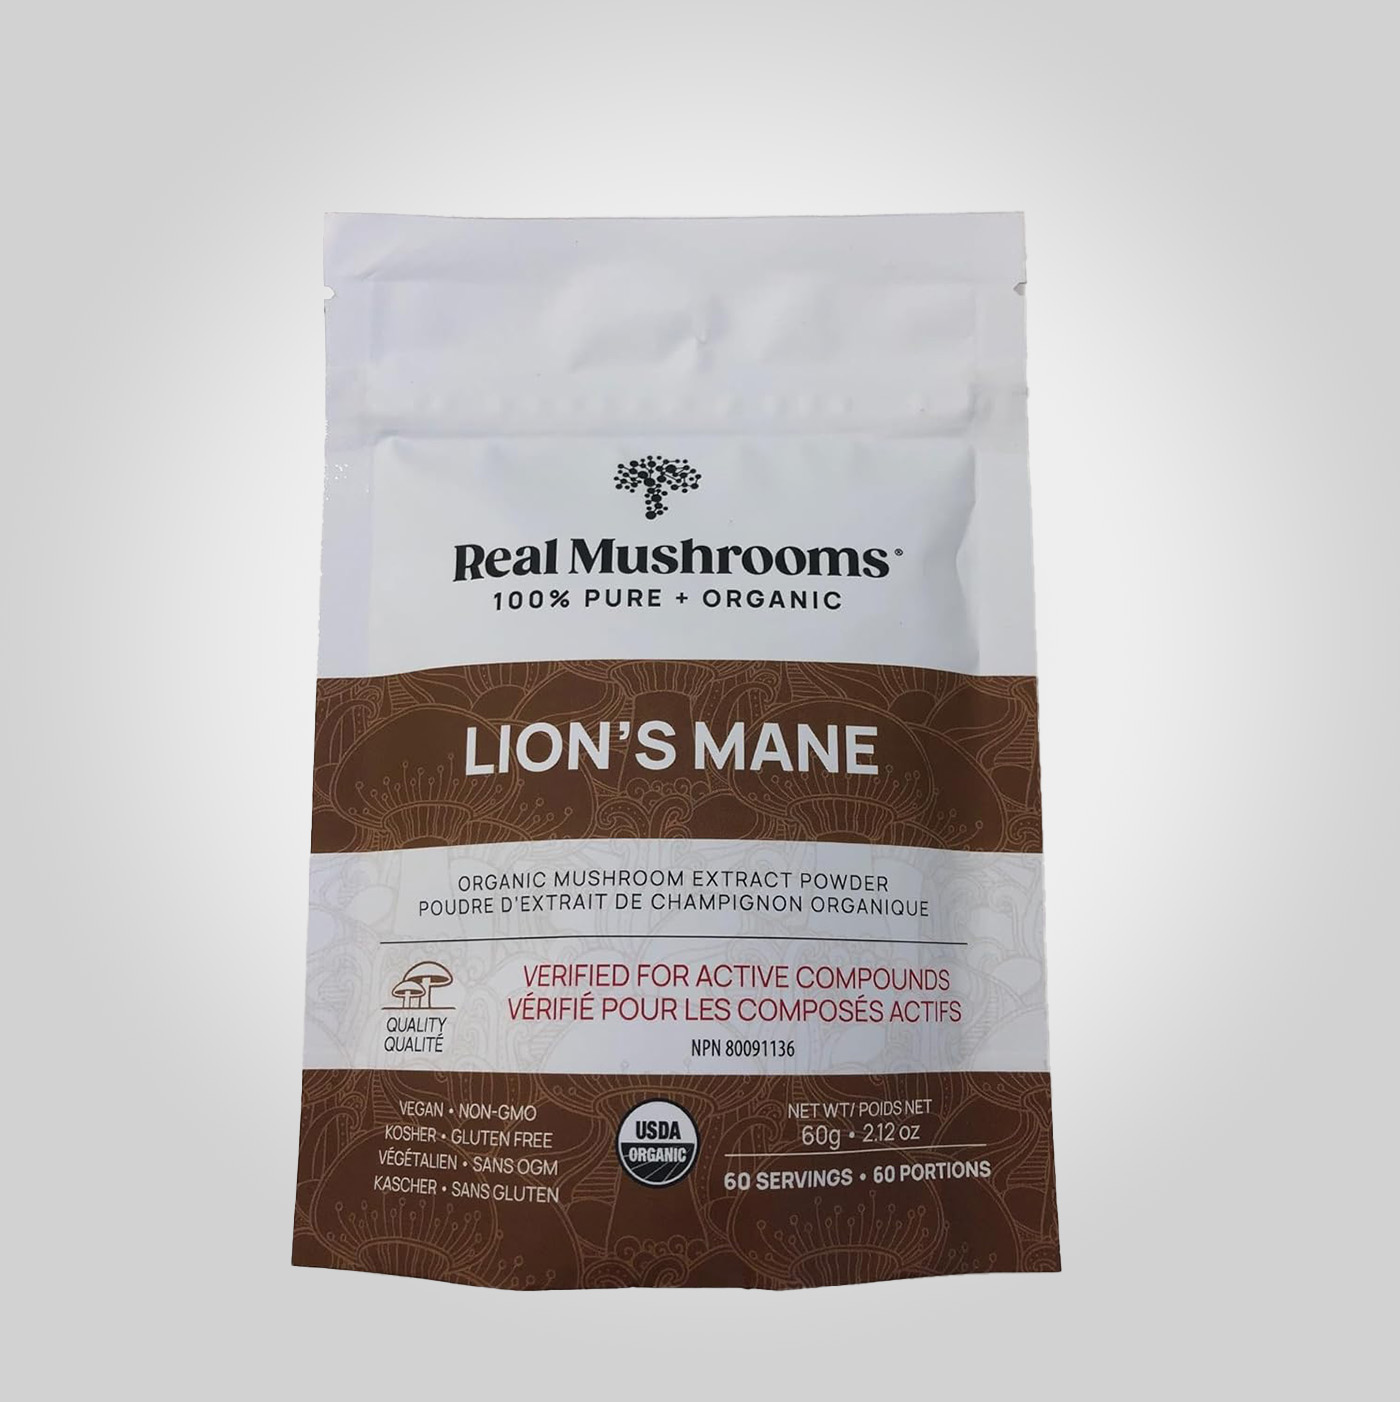 Real Mushrooms®
100% PURE + ORGANIC
LION'S MANE
ORGANIC MUSHROOM EXTRACT POWDER
POUDRE D'EXTRAIT DE CHAMPIGNON ORGANIQUE
QUALITY
QUALITÉ
VERIFIED FOR ACTIVE COMPOUNDS
VÉRIFIÉ POUR LES COMPOSÉS ACTIFS
NPN 80091136
VEGAN • NON-GMO
KOSHER • GLUTEN FREE
VÉGÉTALIEN • SANS OGM
KASCHER • SANS GLUTEN
USDA
ORGANIC
NET WT/ POIDS NET
60g • 2.12 oz
60 SERVINGS • 60 PORTIONS